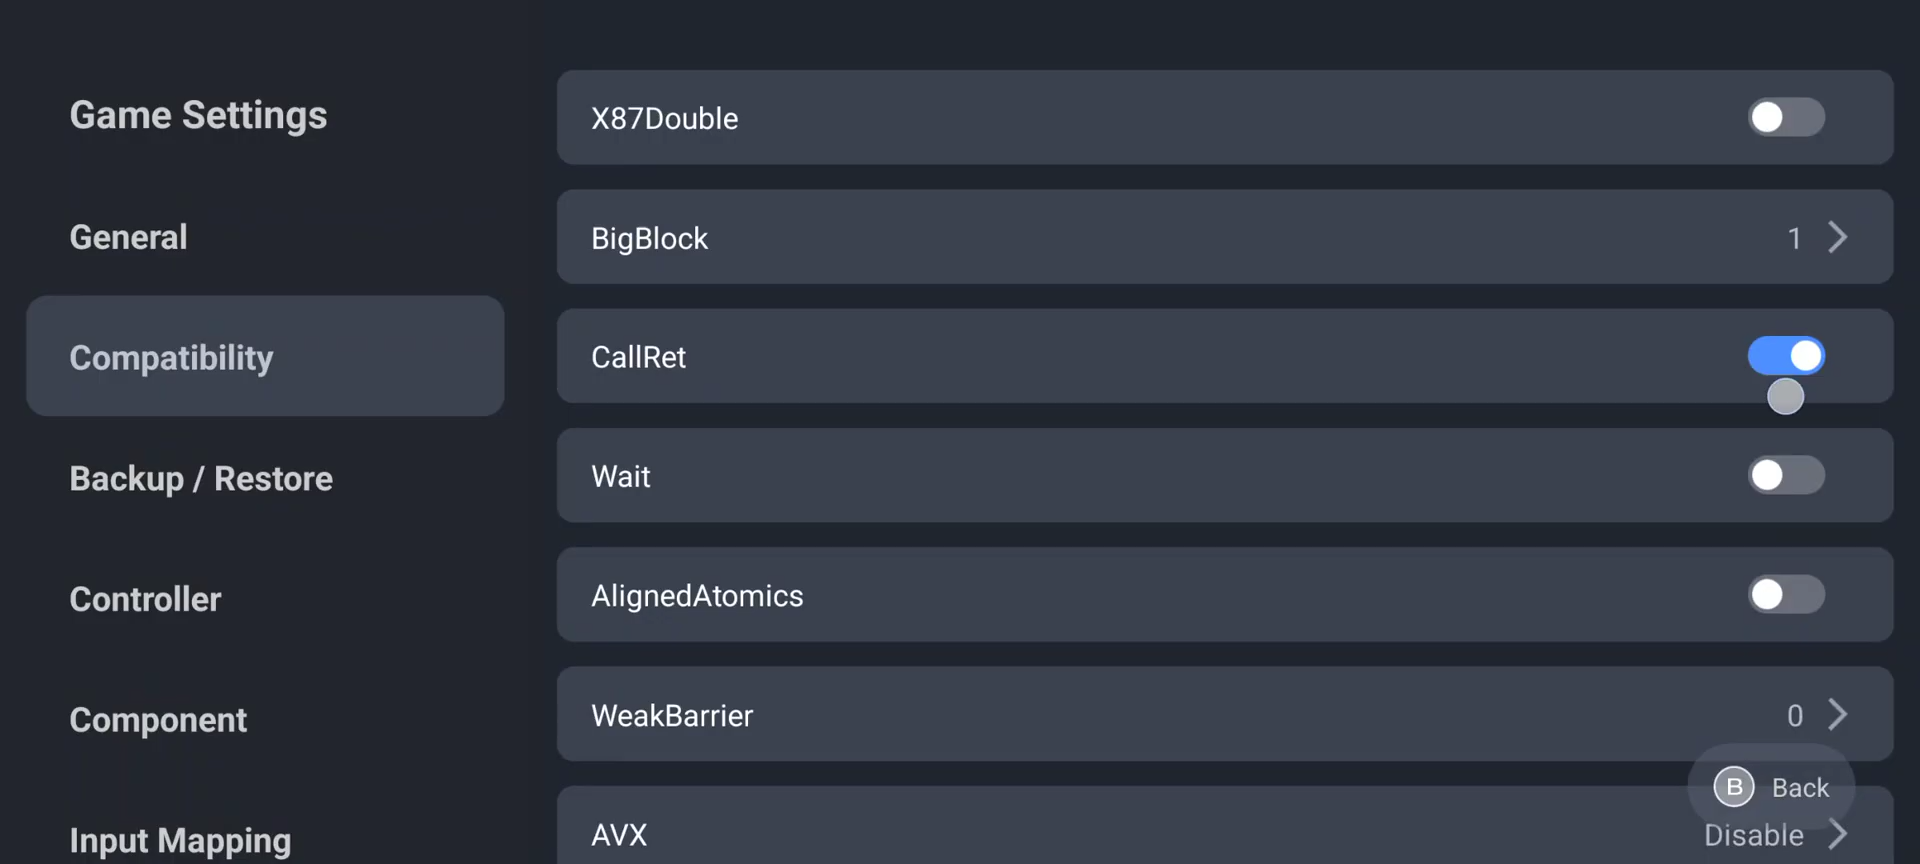 Game Settings
General
Compatibility
Backup / Restore
Controller
Component
Input Mapping
X87Double
BigBlock 1
CallRet
Wait
AlignedAtomics
WeakBarrier 0
B Back
AVX Disable